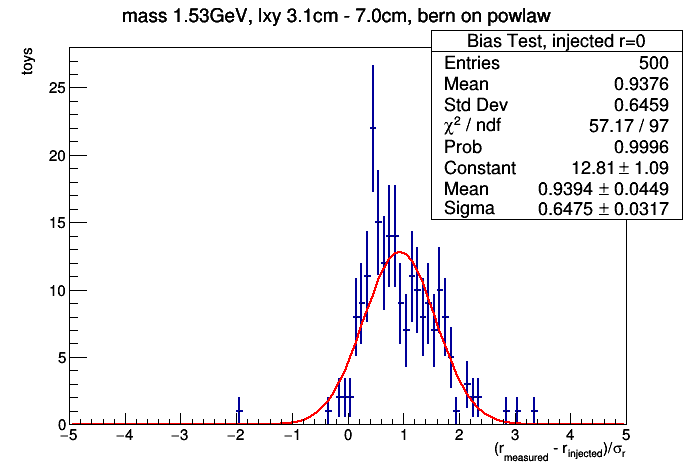 mass 1.53GeV, lxy 3.1cm - 7.0cm, bern on powlaw
Bias Test, injected r=0
Entries 500
Mean 0.9376
Std Dev 0.6459
χ² / ndf 57.17 / 97
Prob 0.9996
Constant 12.81 ± 1.09
Mean 0.9394 ± 0.0449
Sigma 0.6475 ± 0.0317
toys
25
20
15
10
5
0
−5 −4 −3 −2 −1 0 1 2 3 4 5
(r_measured - r_injected)/σ_r